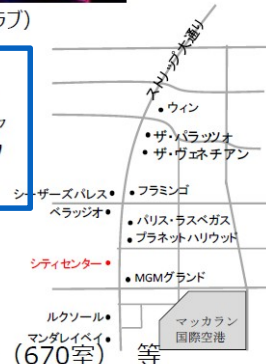 ラブ)
ストリップ大通り
ウィン
ザ・パラッツォ
ザ・ヴェネチアン
シーザーズパレス
フラミンゴ
ベラッジオ
パリス・ラスベガス
プラネットハリウッド
シティセンター
MGMグランド
ルクソール
マッカラン
国際空港
マンダレイベイ
(670室) 等